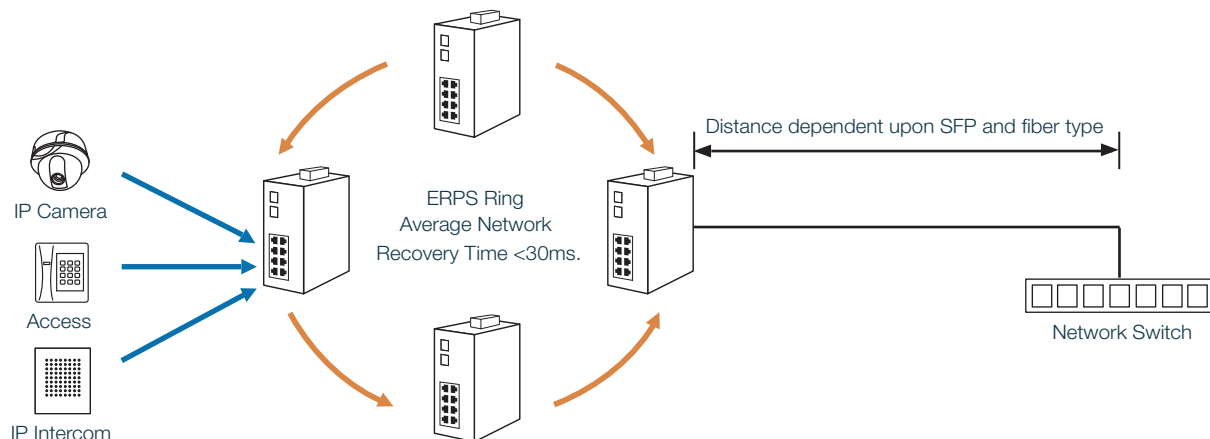 Distance dependent upon SFP and fiber type
IP Camera
ERPS Ring
Average Network
Recovery Time <30ms.
Access
Network Switch
IP Intercom